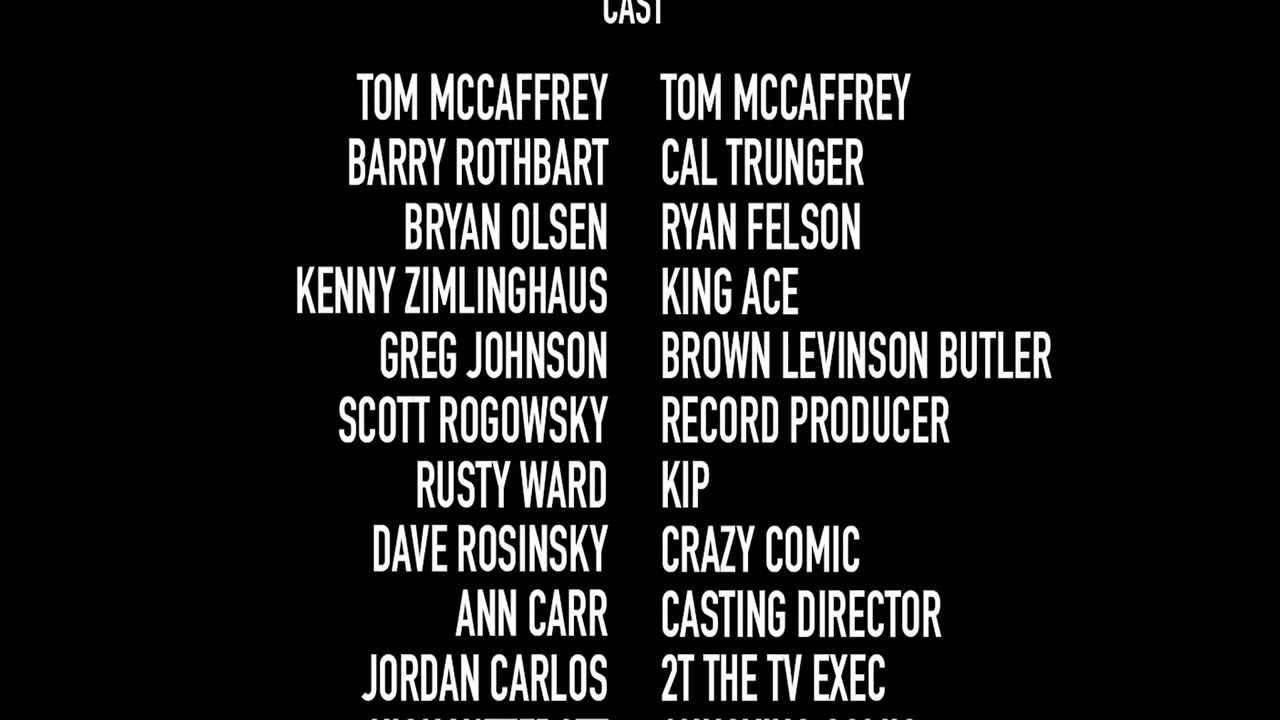 CAST
TOM MCCAFFREY TOM MCCAFFREY
BARRY ROTHBART CAL TRUNGER
BRYAN OLSEN RYAN FELSON
KENNY ZIMLINGHAUS KING ACE
GREG JOHNSON BROWN LEVINSON BUTLER
SCOTT ROGOWSKY RECORD PRODUCER
RUSTY WARD KIP
DAVE ROSINSKY CRAZY COMIC
ANN CARR CASTING DIRECTOR
JORDAN CARLOS 2T THE TV EXEC